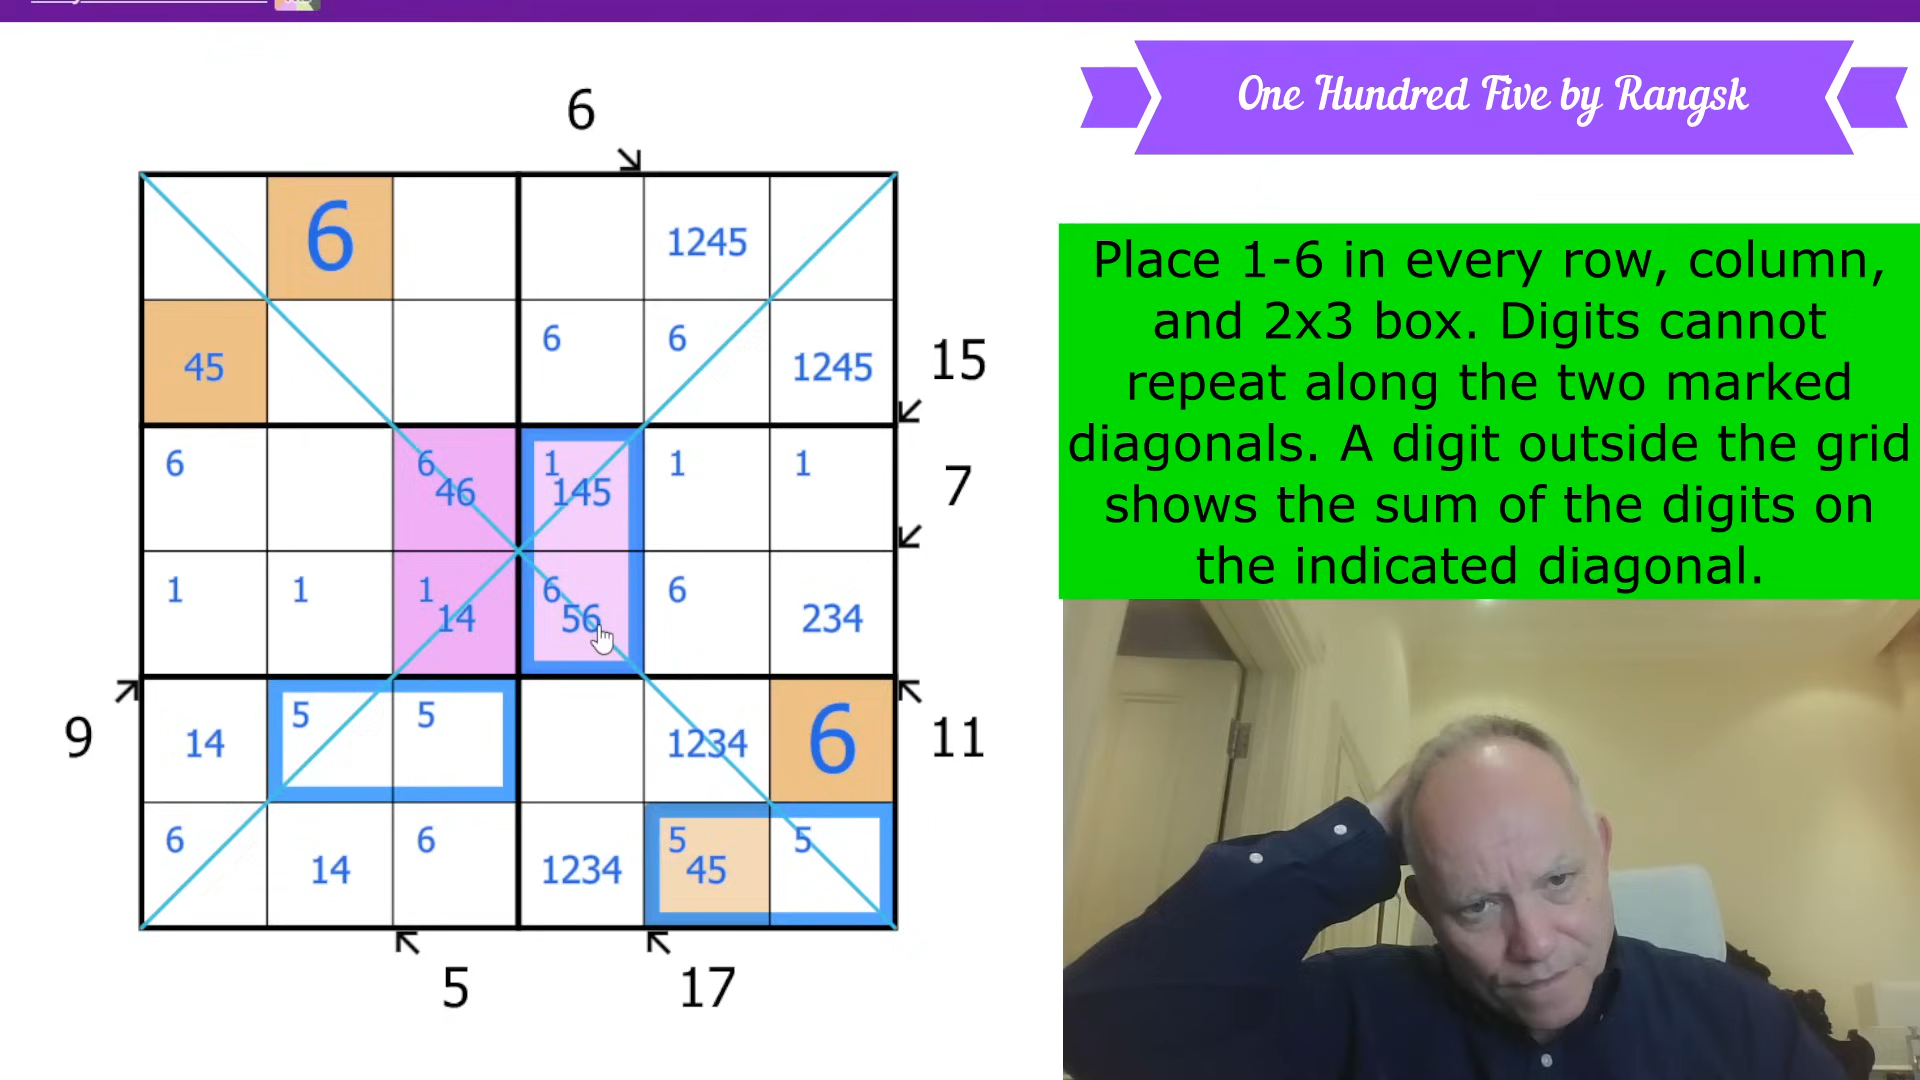 One Hundred Five by Rangsk
Place 1-6 in every row, column,
and 2x3 box. Digits cannot
repeat along the two marked
diagonals. A digit outside the grid
shows the sum of the digits on
the indicated diagonal.
6
6 1245
45 6 6 1245 15
6 6 46 1 145 1 1 7
1 1 1 14 6 56 6 234
9 14 5 5 1234 6 11
6 14 6 1234 5 45 5
5 17